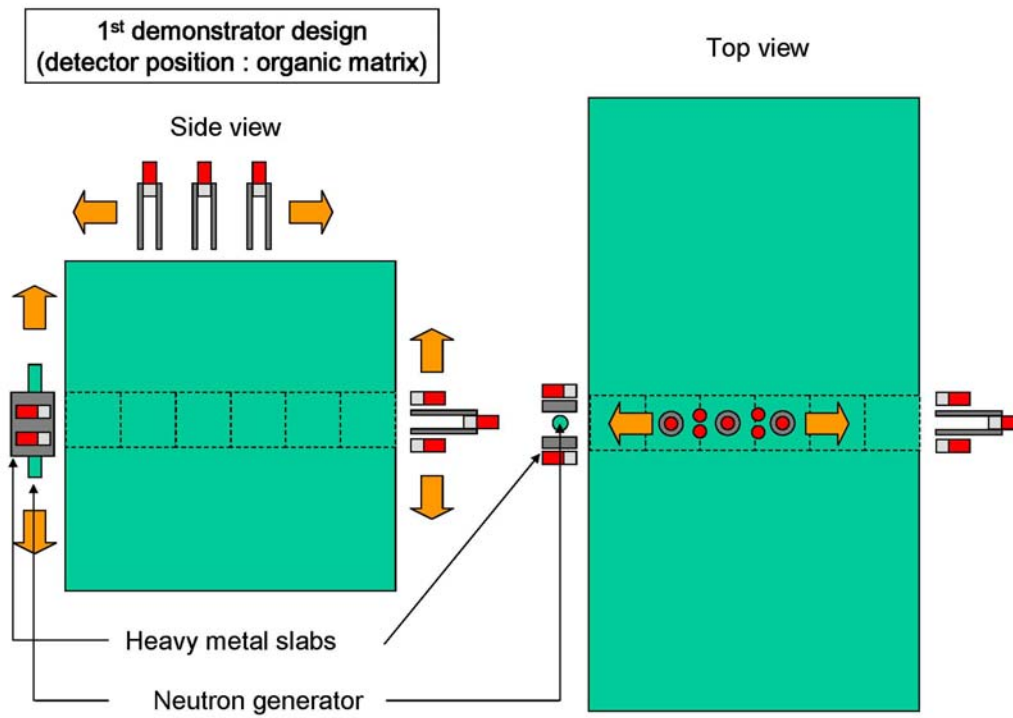 1st demonstrator design
(detector position : organic matrix)
Top view
Side view
Heavy metal slabs
Neutron generator